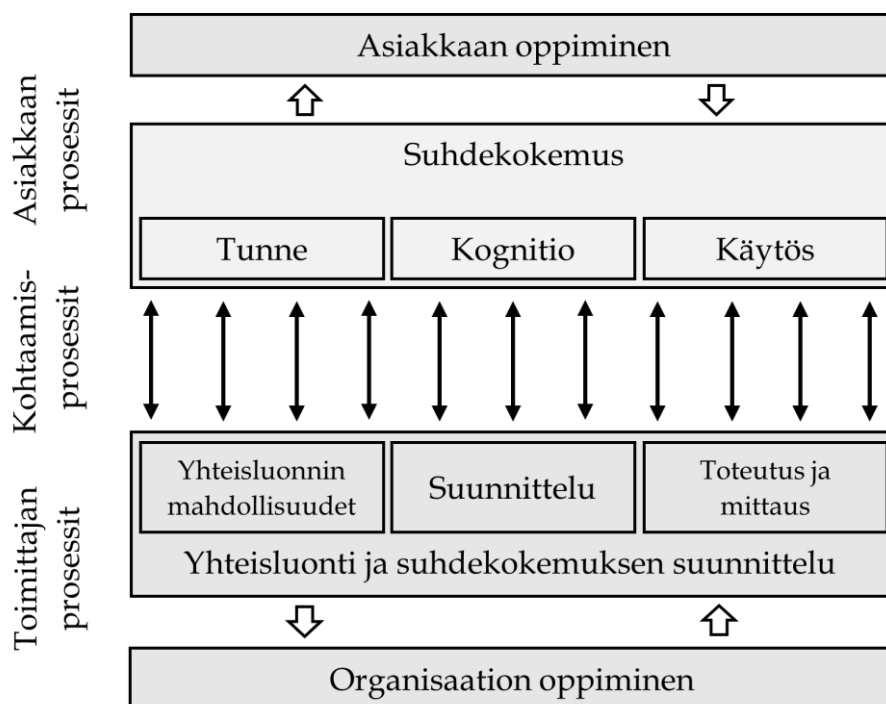 Asiakkaan oppiminen
Asiakkaan
prosessit
Suhdekokemus
Tunne
Kognitio
Käytös
Kohtaamis-
prosessit
Toimittajan
prosessit
Yhteisluonnin
mahdollisuudet
Suunnittelu
Toteutus ja
mittaus
Yhteisluonti ja suhdekokemuksen suunnittelu
Organisaation oppiminen